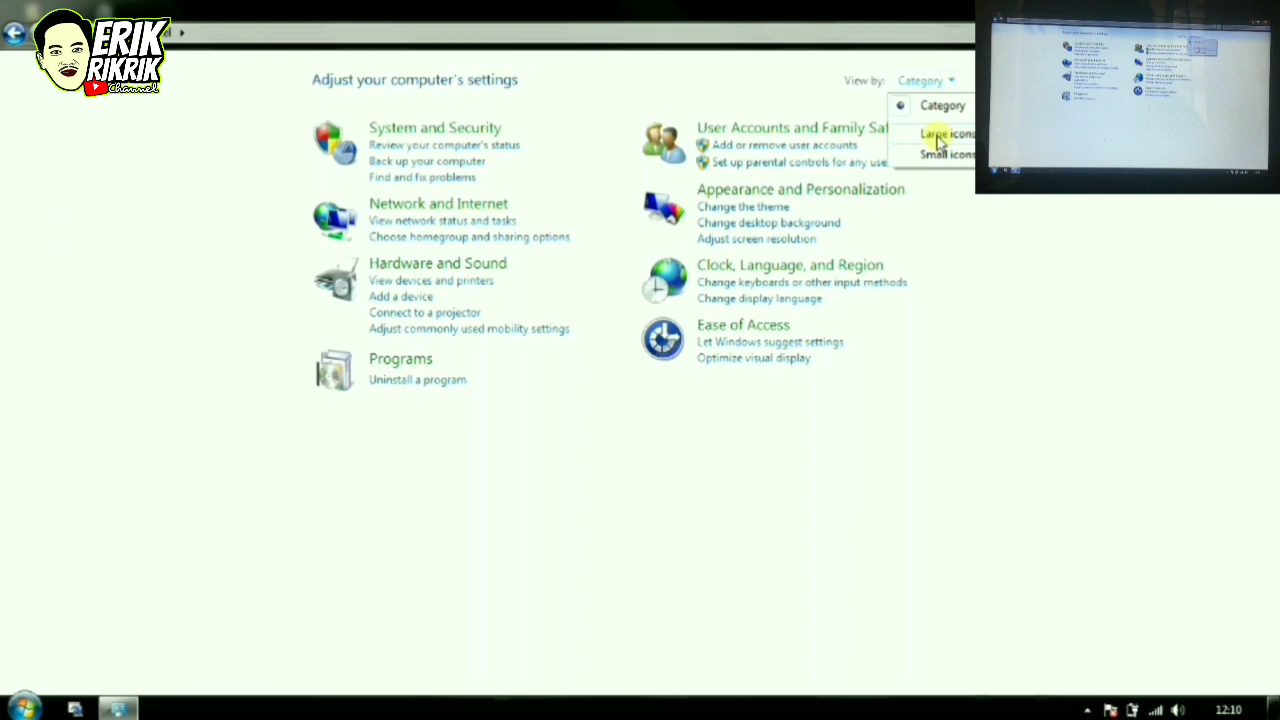 ERIK
RIKRIK
Channel
Adjust your computer's settings
View by: Category
Category
Large icons
Small icons
System and Security
Review your computer's status
Back up your computer
Find and fix problems
Network and Internet
View network status and tasks
Choose homegroup and sharing options
Hardware and Sound
View devices and printers
Add a device
Connect to a projector
Adjust commonly used mobility settings
Programs
Uninstall a program
User Accounts and Family Saf
Add or remove user accounts
Set up parental controls for any use
Appearance and Personalization
Change the theme
Change desktop background
Adjust screen resolution
Clock, Language, and Region
Change keyboards or other input methods
Change display language
Ease of Access
Let Windows suggest settings
Optimize visual display
12:10